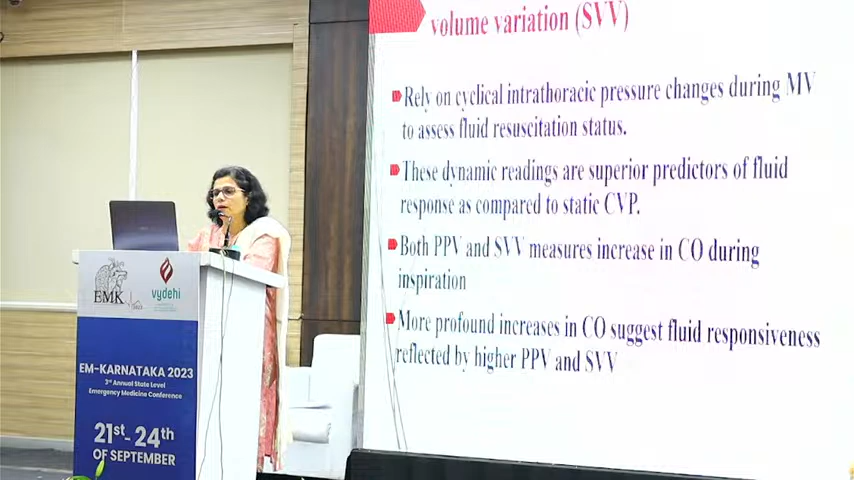 volume variation (SVV)
Rely on cyclical intrathoracic pressure changes during MV
to assess fluid resuscitation status.
These dynamic readings are superior predictors of fluid
response as compared to static CVP.
Both PPV and SVV measures increase in CO during
inspiration
More profound increases in CO suggest fluid responsiveness
reflected by higher PPV and SVV
EMK
vydehi
EM-KARNATAKA 2023
3rd Annual State Level
Emergency Medicine Conference
21st - 24th
OF SEPTEMBER